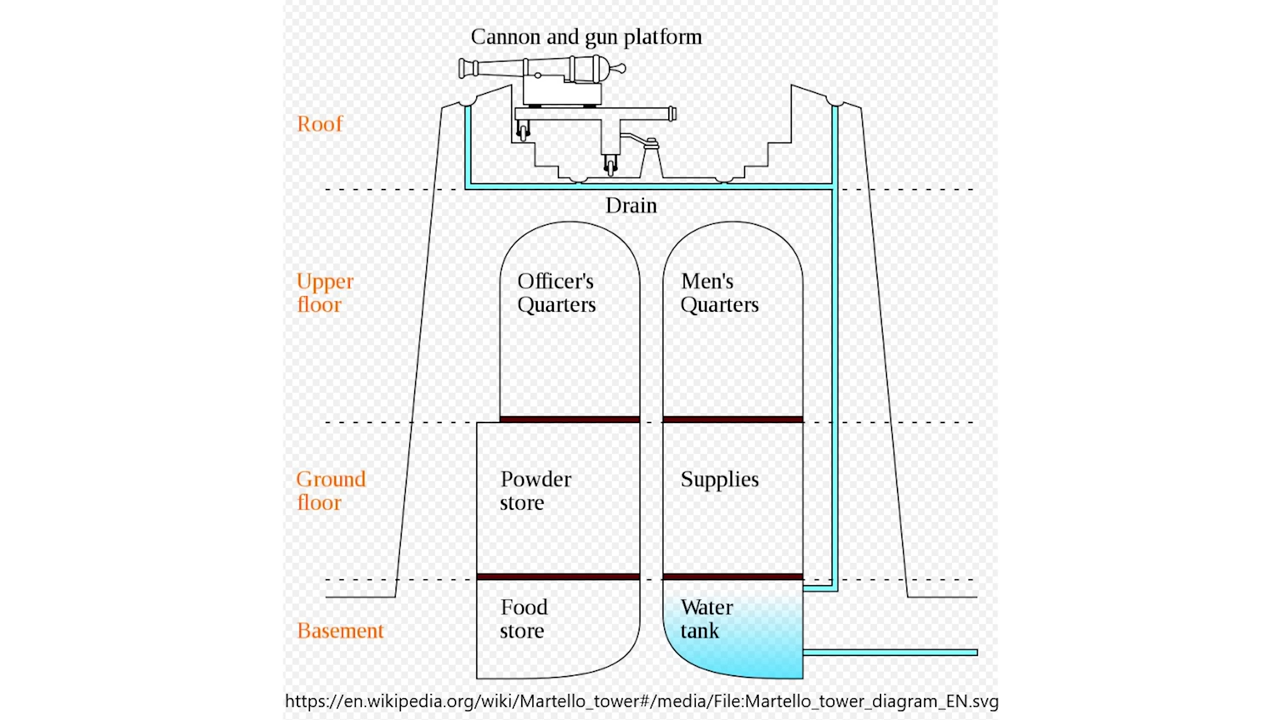 Cannon and gun platform
Roof
Drain
Upper
floor
Officer's
Quarters
Men's
Quarters
Ground
floor
Powder
store
Supplies
Basement
Food
store
Water
tank
https://en.wikipedia.org/wiki/Martello_tower#/media/File:Martello_tower_diagram_EN.svg